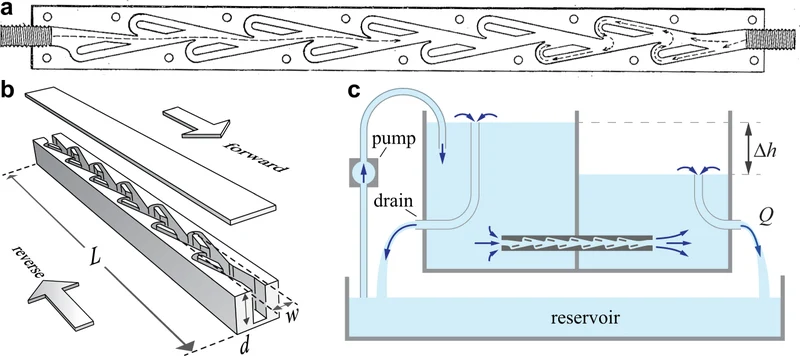 a
b
forward
reverse
L
d
w
c
pump
drain
Δh
Q
reservoir